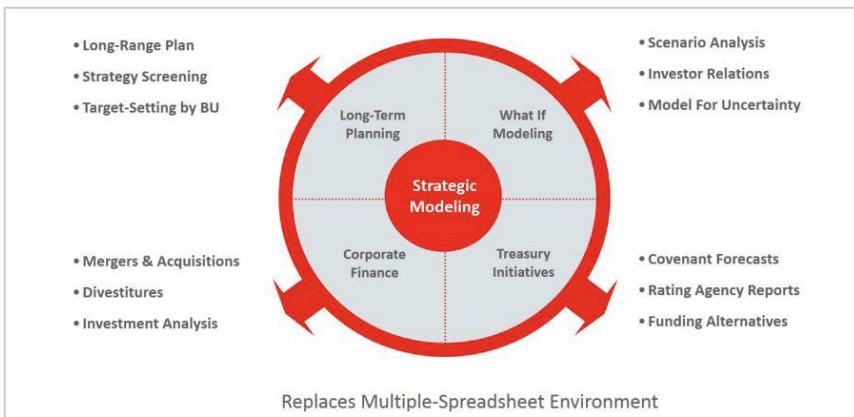 • Long-Range Plan
• Strategy Screening
• Target-Setting by BU
• Scenario Analysis
• Investor Relations
• Model For Uncertainty
Long-Term
Planning
What If
Modeling
Strategic
Modeling
Corporate
Finance
Treasury
Initiatives
• Mergers & Acquisitions
• Divestitures
• Investment Analysis
• Covenant Forecasts
• Rating Agency Reports
• Funding Alternatives
Replaces Multiple-Spreadsheet Environment